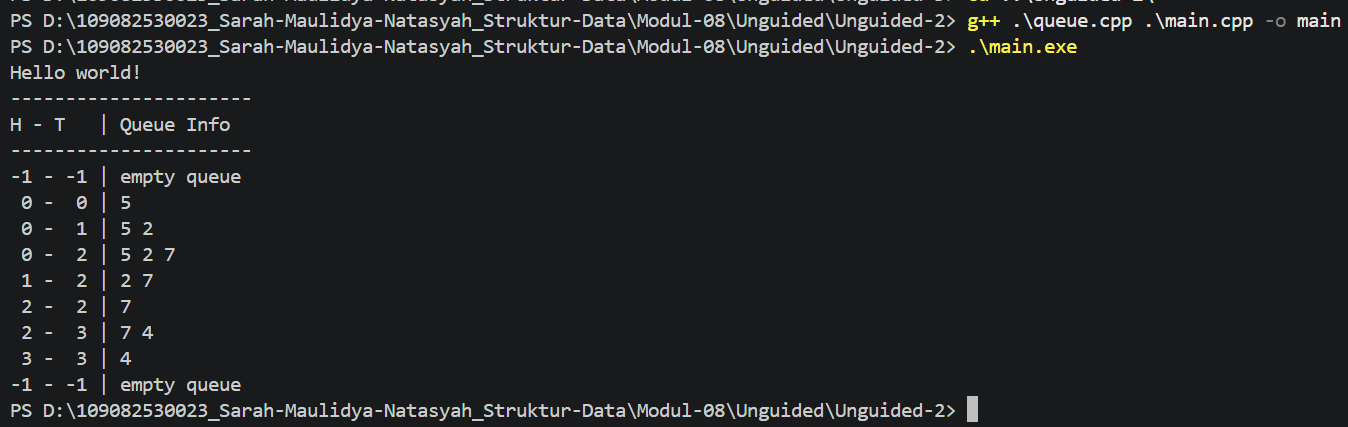 PS D:\109082530023_Sarah-Maulidya-Natasyah_Struktur-Data\Modul-08\Unguided\Unguided-2> g++ .\queue.cpp .\main.cpp -o main
PS D:\109082530023_Sarah-Maulidya-Natasyah_Struktur-Data\Modul-08\Unguided\Unguided-2> .\main.exe
Hello world!
----------------------
H - T   | Queue Info
----------------------
-1 - -1 | empty queue
 0 -  0 | 5
 0 -  1 | 5 2
 0 -  2 | 5 2 7
 1 -  2 | 2 7
 2 -  2 | 7
 2 -  3 | 7 4
 3 -  3 | 4
-1 - -1 | empty queue
PS D:\109082530023_Sarah-Maulidya-Natasyah_Struktur-Data\Modul-08\Unguided\Unguided-2>